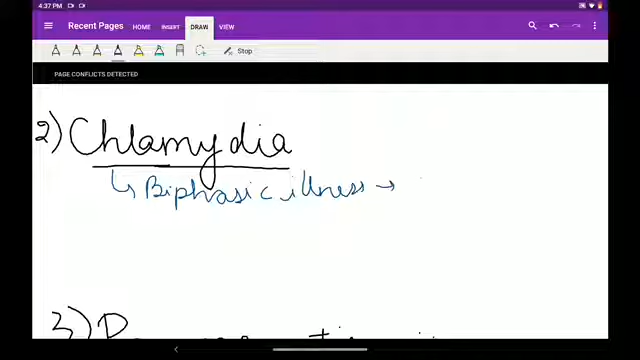 4:37 PM
Recent Pages HOME INSERT DRAW VIEW
Stop
PAGE CONFLICTS DETECTED
2) Chlamydia
↳ Biphasic illness →
3)